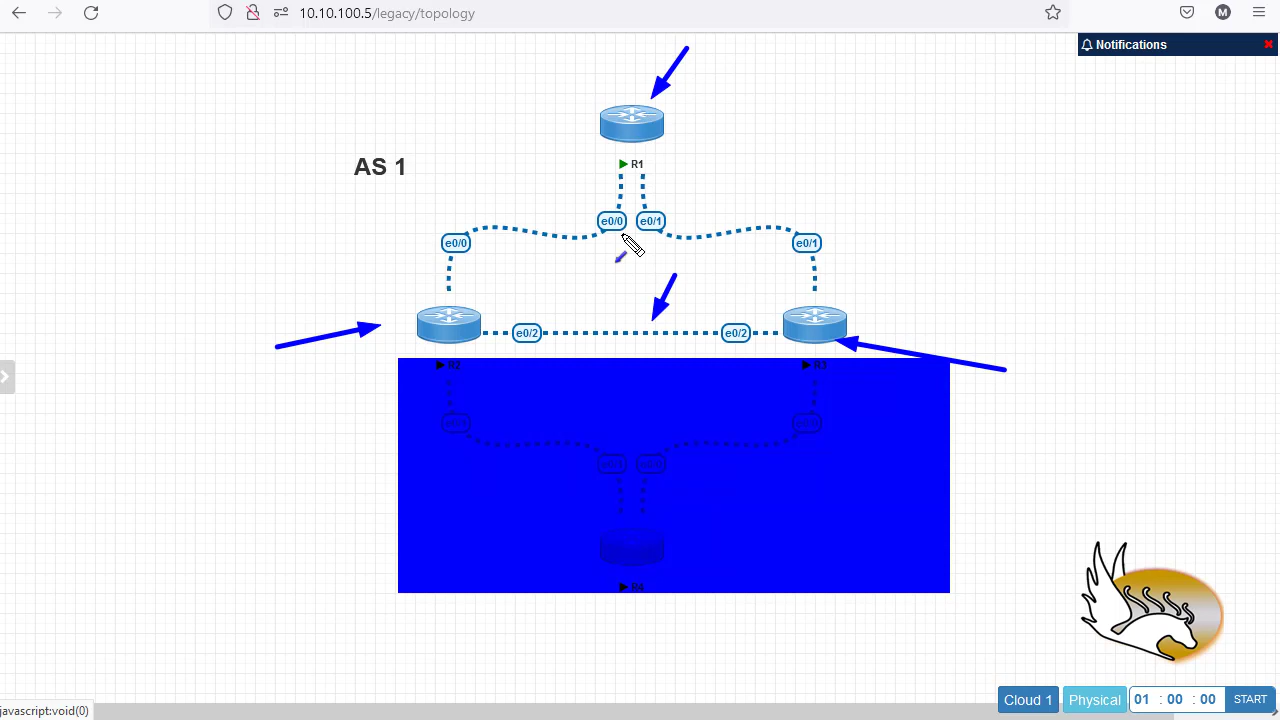 10.10.100.5/legacy/topology
M
Notifications
R1
AS 1
e0/0 e0/1
e0/0 e0/1
e0/2 e0/2
R2 R3
R4
Cloud 1 Physical 01 : 00 : 00 START
javascript:void(0)